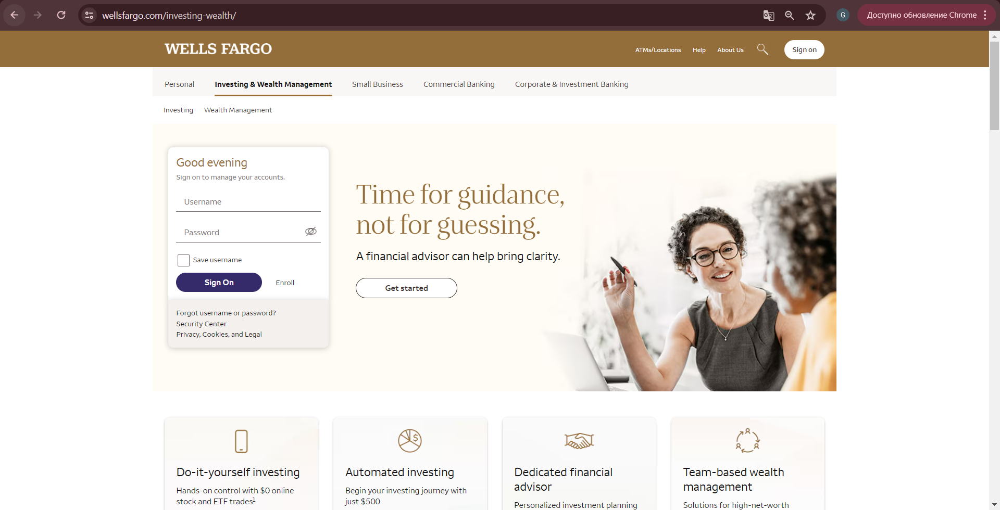 wellsfargo.com/investing-wealth/
G
Доступно обновление Chrome
WELLS FARGO
ATMs/Locations
Help
About Us
Sign on
Personal
Investing & Wealth Management
Small Business
Commercial Banking
Corporate & Investment Banking
Investing
Wealth Management
Good evening
Sign on to manage your accounts.
Username
Password
Save username
Sign On
Enroll
Forgot username or password?
Security Center
Privacy, Cookies, and Legal
Time for guidance,
not for guessing.
A financial advisor can help bring clarity.
Get started
Do-it-yourself investing
Hands-on control with $0 online
stock and ETF trades1
Automated investing
Begin your investing journey with
just $500
Dedicated financial
advisor
Personalized investment planning
Team-based wealth
management
Solutions for high-net-worth